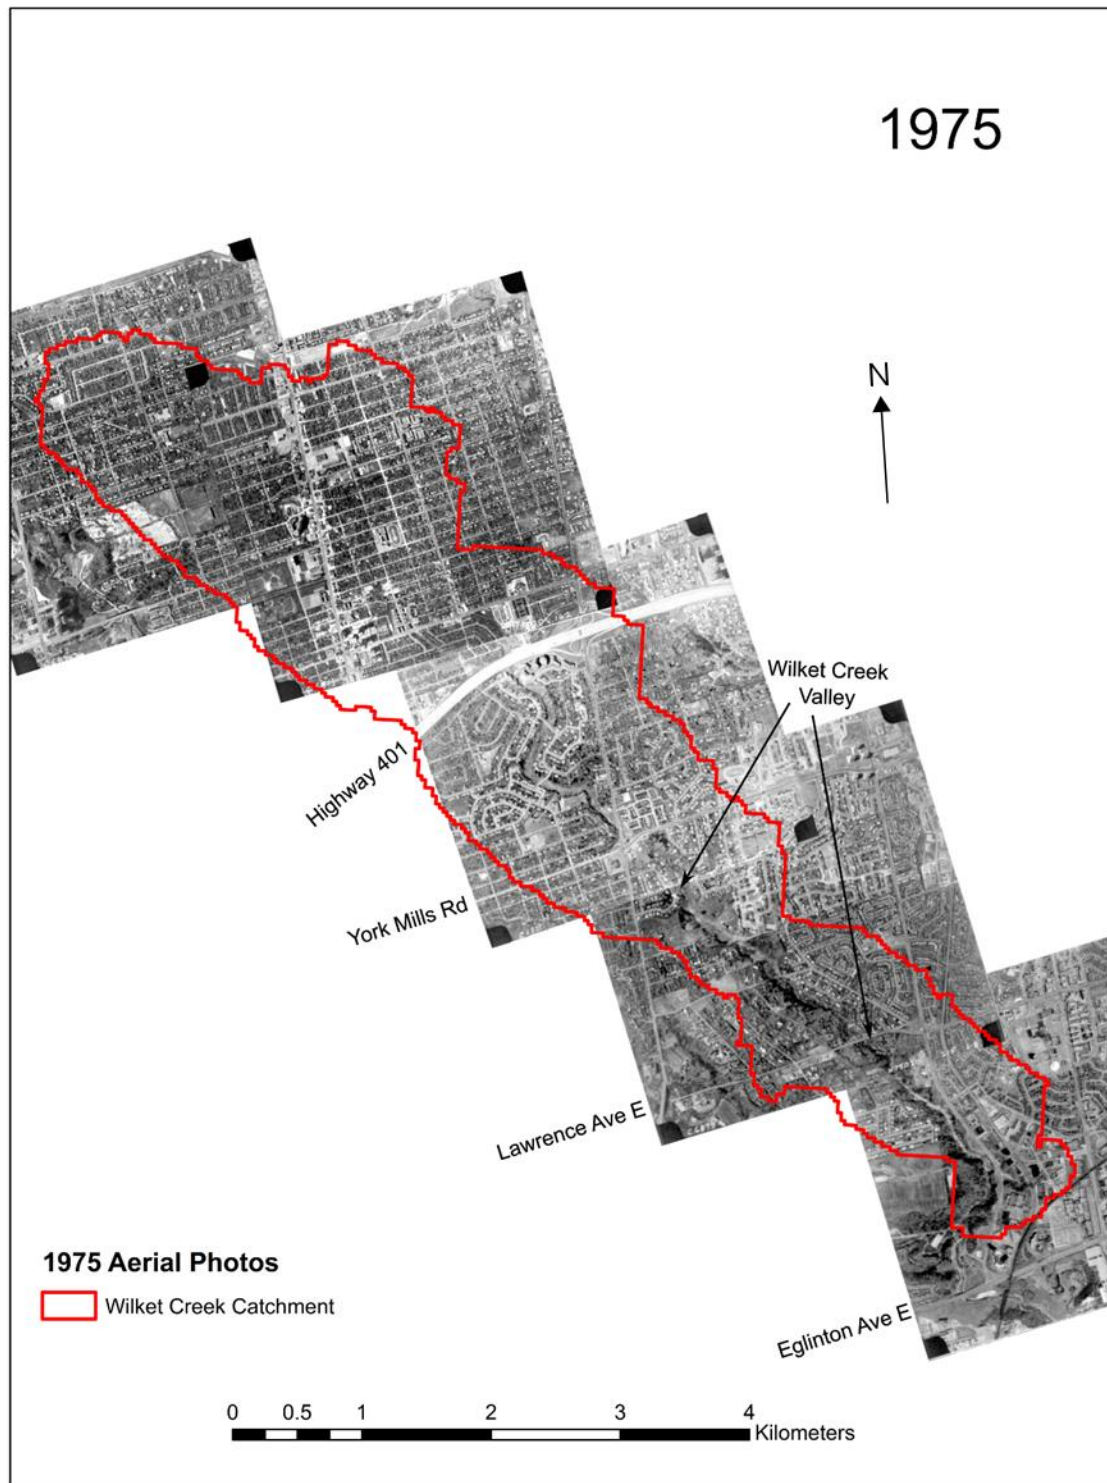 1975
N
Wilket Creek
Valley
Highway 401
York Mills Rd
Lawrence Ave E
Eglinton Ave E
1975 Aerial Photos
Wilket Creek Catchment
0 0.5 1 2 3 4
Kilometers